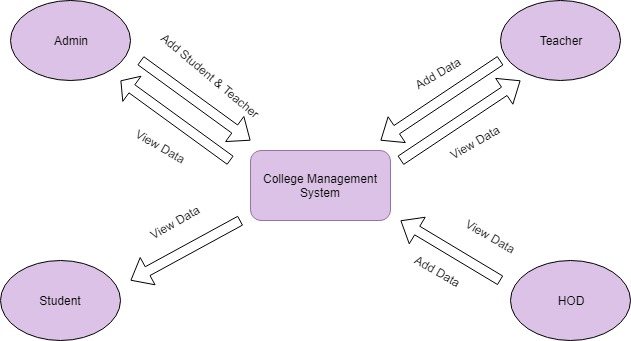 Admin
Teacher
Add Student & Teacher
Add Data
View Data
View Data
College Management
System
View Data
View Data
Add Data
Student
HOD